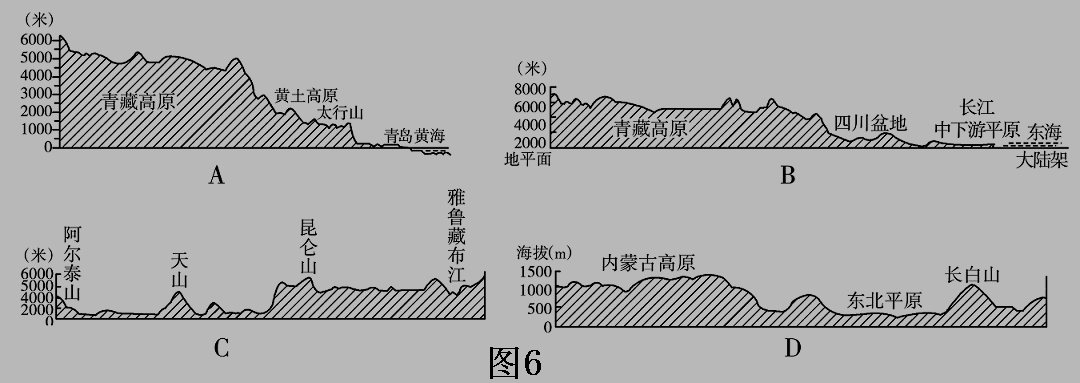 (米)
6000
5000
4000
3000
2000
1000
0
青藏高原
黄土高原
太行山
青岛黄海
A
(米)
8000
6000
4000
2000
地平面
青藏高原
四川盆地
长江
中下游平原
东海
大陆架
B
(米)
6000
5000
4000
2000
0
阿尔泰山
天山
昆仑山
雅鲁藏布江
C
海拔(m)
1500
1000
500
0
内蒙古高原
东北平原
长白山
D
图6